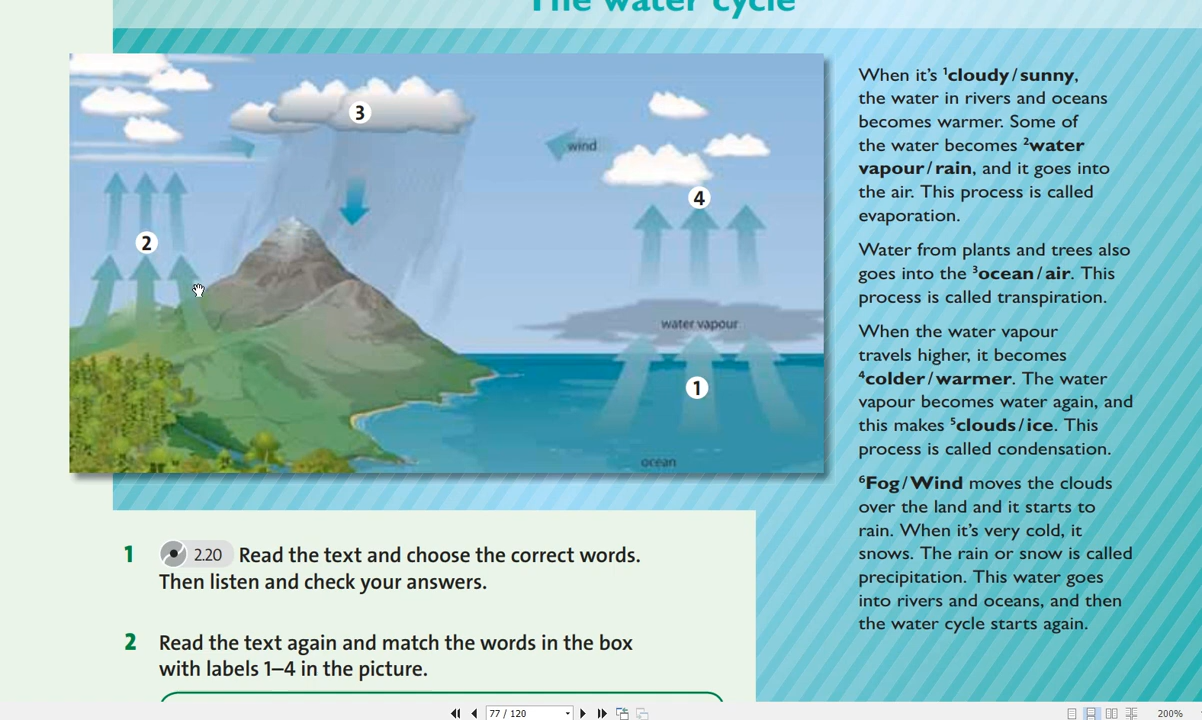 The water cycle
3
wind
4
2
water vapour
1
ocean
When it's ¹cloudy / sunny,
the water in rivers and oceans
becomes warmer. Some of
the water becomes ²water
vapour / rain, and it goes into
the air. This process is called
evaporation.
Water from plants and trees also
goes into the ³ocean / air. This
process is called transpiration.
When the water vapour
travels higher, it becomes
⁴colder / warmer. The water
vapour becomes water again, and
this makes ⁵clouds / ice. This
process is called condensation.
⁶Fog / Wind moves the clouds
over the land and it starts to
rain. When it's very cold, it
snows. The rain or snow is called
precipitation. This water goes
into rivers and oceans, and then
the water cycle starts again.
1 2.20 Read the text and choose the correct words.
Then listen and check your answers.
2 Read the text again and match the words in the box
with labels 1–4 in the picture.
77 / 120
200%